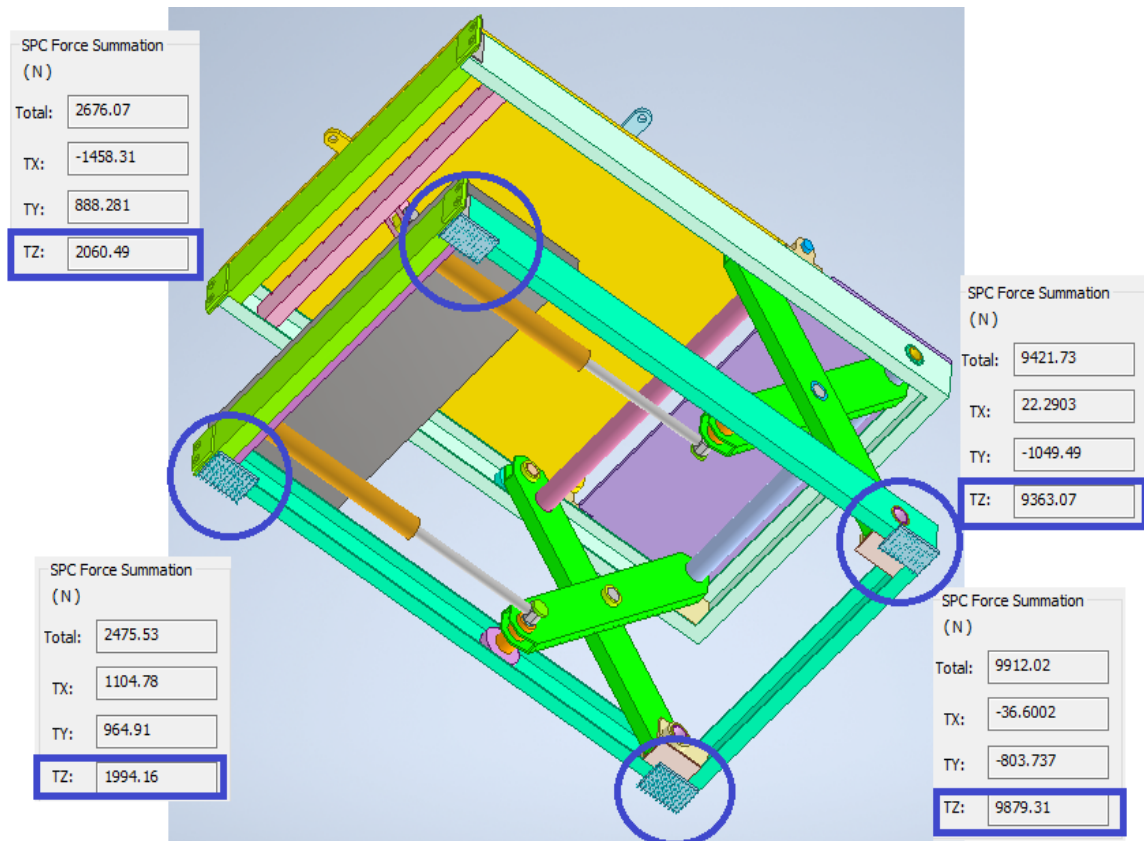 SPC Force Summation
(N)
Total: 2676.07
TX: -1458.31
TY: 888.281
TZ: 2060.49
SPC Force Summation
(N)
Total: 9421.73
TX: 22.2903
TY: -1049.49
TZ: 9363.07
SPC Force Summation
(N)
Total: 2475.53
TX: 1104.78
TY: 964.91
TZ: 1994.16
SPC Force Summation
(N)
Total: 9912.02
TX: -36.6002
TY: -803.737
TZ: 9879.31